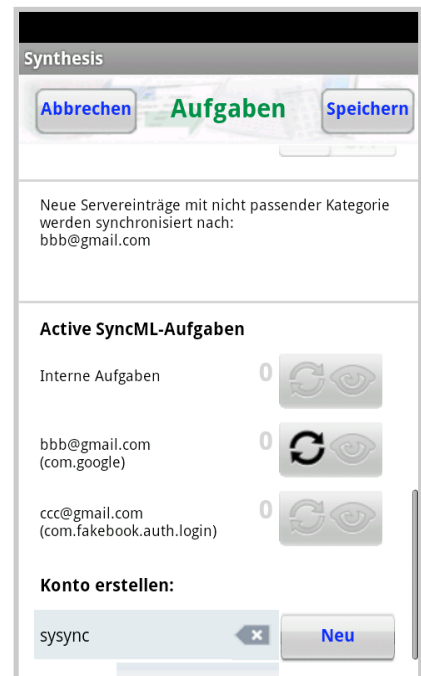 Synthesis
Abbrechen
Aufgaben
Speichern
Neue Servereinträge mit nicht passender Kategorie
werden synchronisiert nach:
bbb@gmail.com
Active SyncML-Aufgaben
Interne Aufgaben
0
bbb@gmail.com
(com.google)
0
ccc@gmail.com
(com.fakebook.auth.login)
0
Konto erstellen:
sysync
Neu